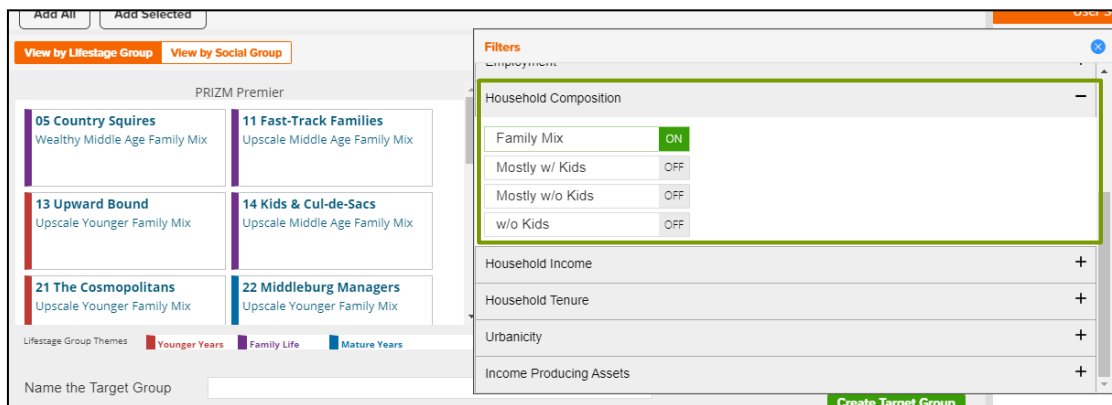 Add All Add Selected
View by Lifestage Group View by Social Group
PRIZM Premier
05 Country Squires
Wealthy Middle Age Family Mix
11 Fast-Track Families
Upscale Middle Age Family Mix
13 Upward Bound
Upscale Younger Family Mix
14 Kids & Cul-de-Sacs
Upscale Middle Age Family Mix
21 The Cosmopolitans
Upscale Younger Family Mix
22 Middleburg Managers
Upscale Younger Family Mix
Lifestage Group Themes Younger Years Family Life Mature Years
Name the Target Group
Filters
Employment +
Household Composition −
Family Mix ON
Mostly w/ Kids OFF
Mostly w/o Kids OFF
w/o Kids OFF
Household Income +
Household Tenure +
Urbanicity +
Income Producing Assets +
Create Target Group